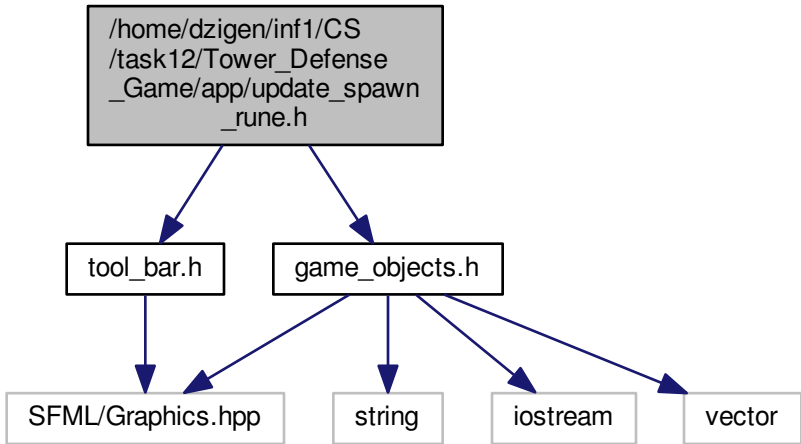 /home/dzigen/inf1/CS
/task12/Tower_Defense
_Game/app/update_spawn
_rune.h
tool_bar.h
game_objects.h
SFML/Graphics.hpp
string
iostream
vector